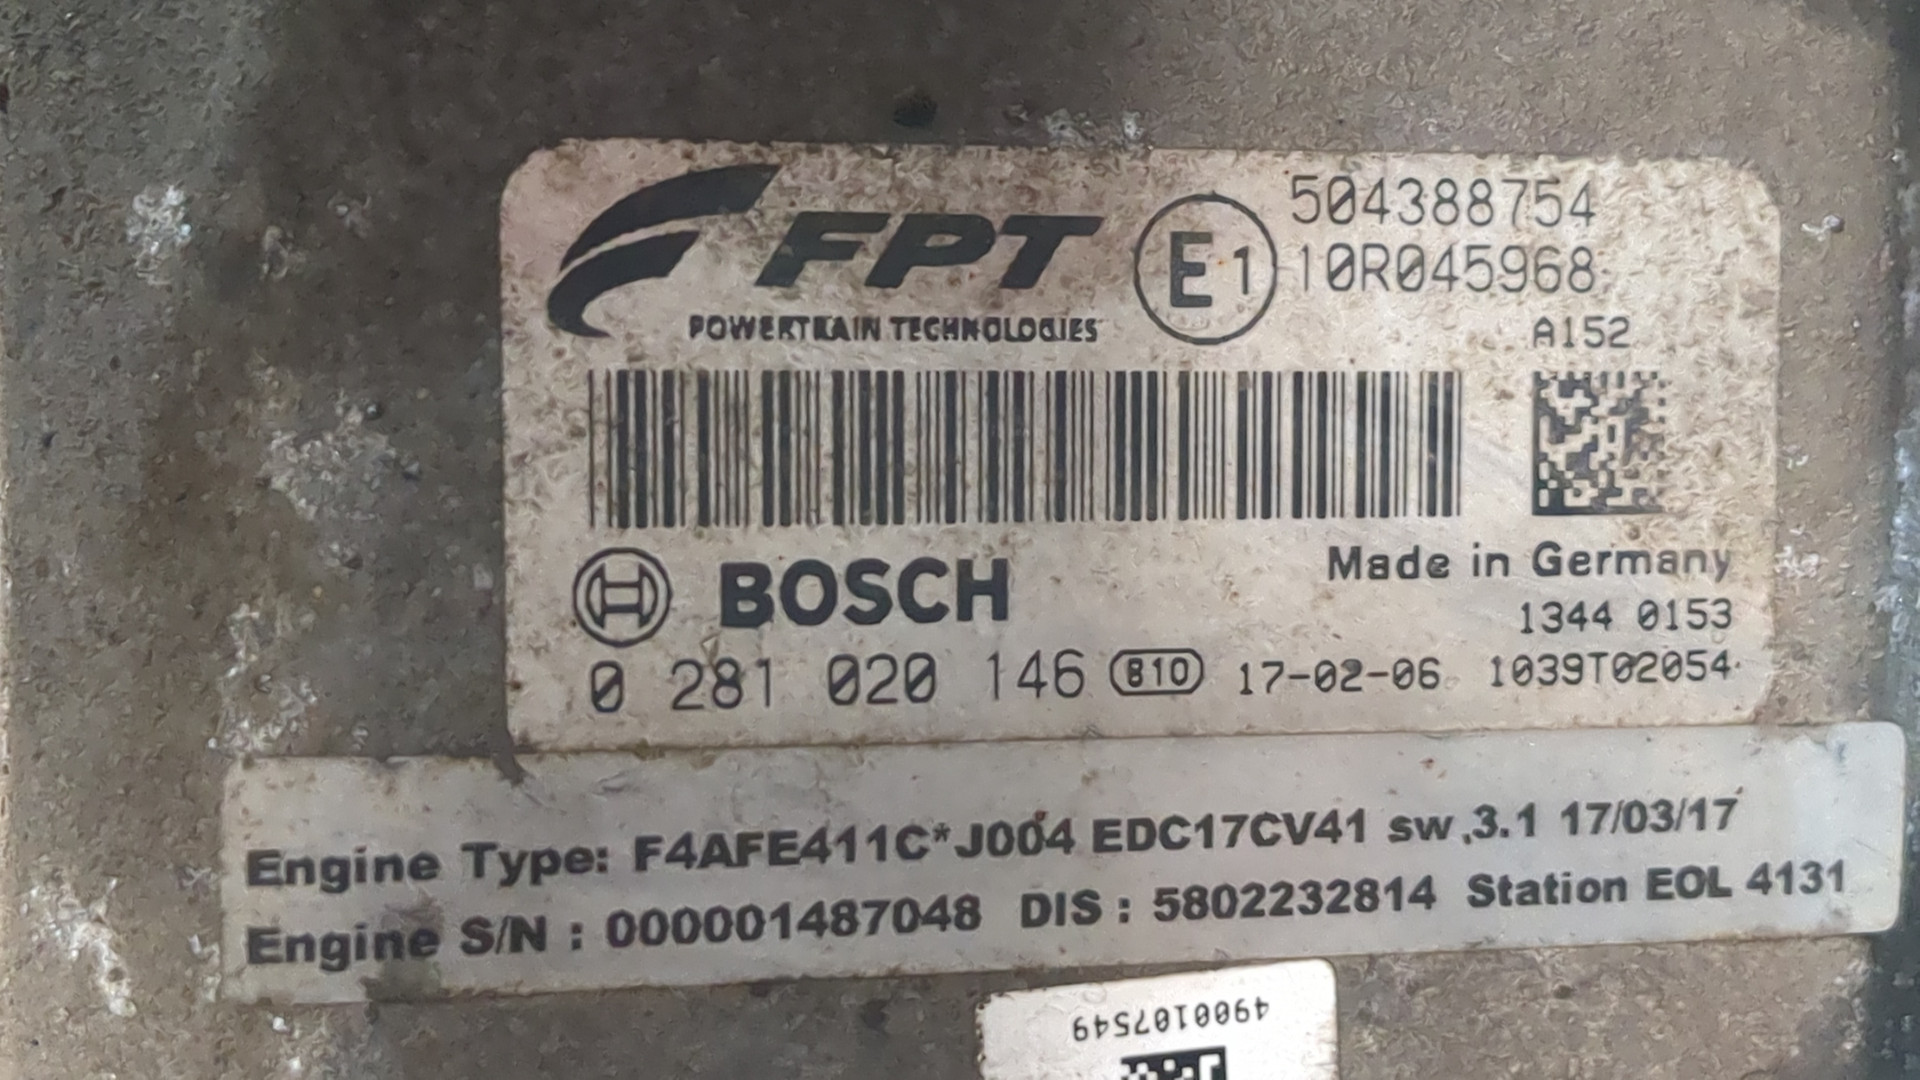 FPT
POWERTRAIN TECHNOLOGIES
E1
504388754
10R045968
A152
BOSCH
Made in Germany
1344 0153
0 281 020 146 B10 17-02-06 1039T02054
Engine Type: F4AFE411C*J004 EDC17CV41 sw.3.1 17/03/17
Engine S/N : 000001487048 DIS : 5802232814 Station EOL 4131
4900107549